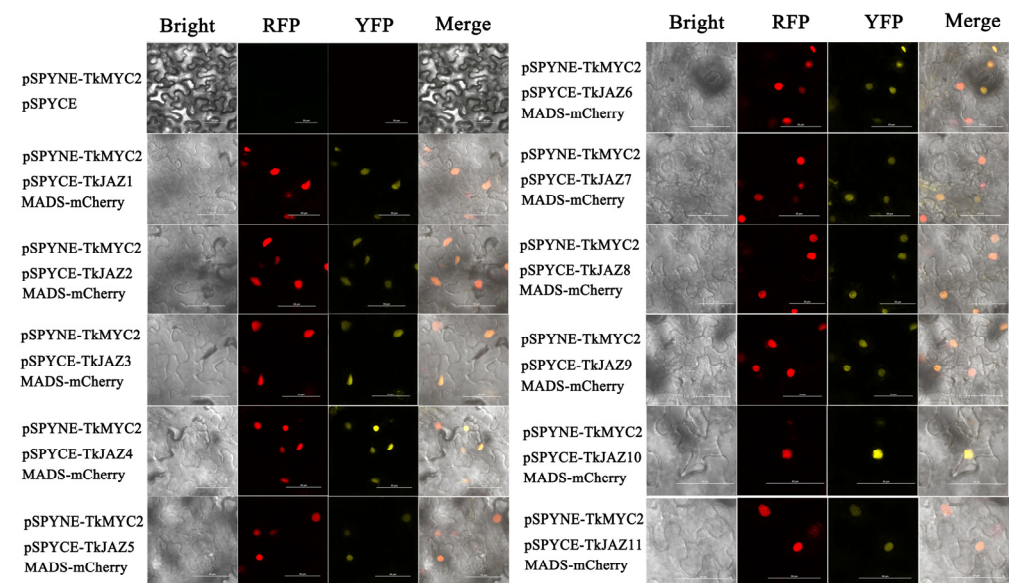 Bright RFP YFP Merge
pSPYNE-TkMYC2
pSPYCE
pSPYNE-TkMYC2
pSPYCE-TkJAZ1
MADS-mCherry
pSPYNE-TkMYC2
pSPYCE-TkJAZ2
MADS-mCherry
pSPYNE-TkMYC2
pSPYCE-TkJAZ3
MADS-mCherry
pSPYNE-TkMYC2
pSPYCE-TkJAZ4
MADS-mCherry
pSPYNE-TkMYC2
pSPYCE-TkJAZ5
MADS-mCherry
Bright RFP YFP Merge
pSPYNE-TkMYC2
pSPYCE-TkJAZ6
MADS-mCherry
pSPYNE-TkMYC2
pSPYCE-TkJAZ7
MADS-mCherry
pSPYNE-TkMYC2
pSPYCE-TkJAZ8
MADS-mCherry
pSPYNE-TkMYC2
pSPYCE-TkJAZ9
MADS-mCherry
pSPYNE-TkMYC2
pSPYCE-TkJAZ10
MADS-mCherry
pSPYNE-TkMYC2
pSPYCE-TkJAZ11
MADS-mCherry